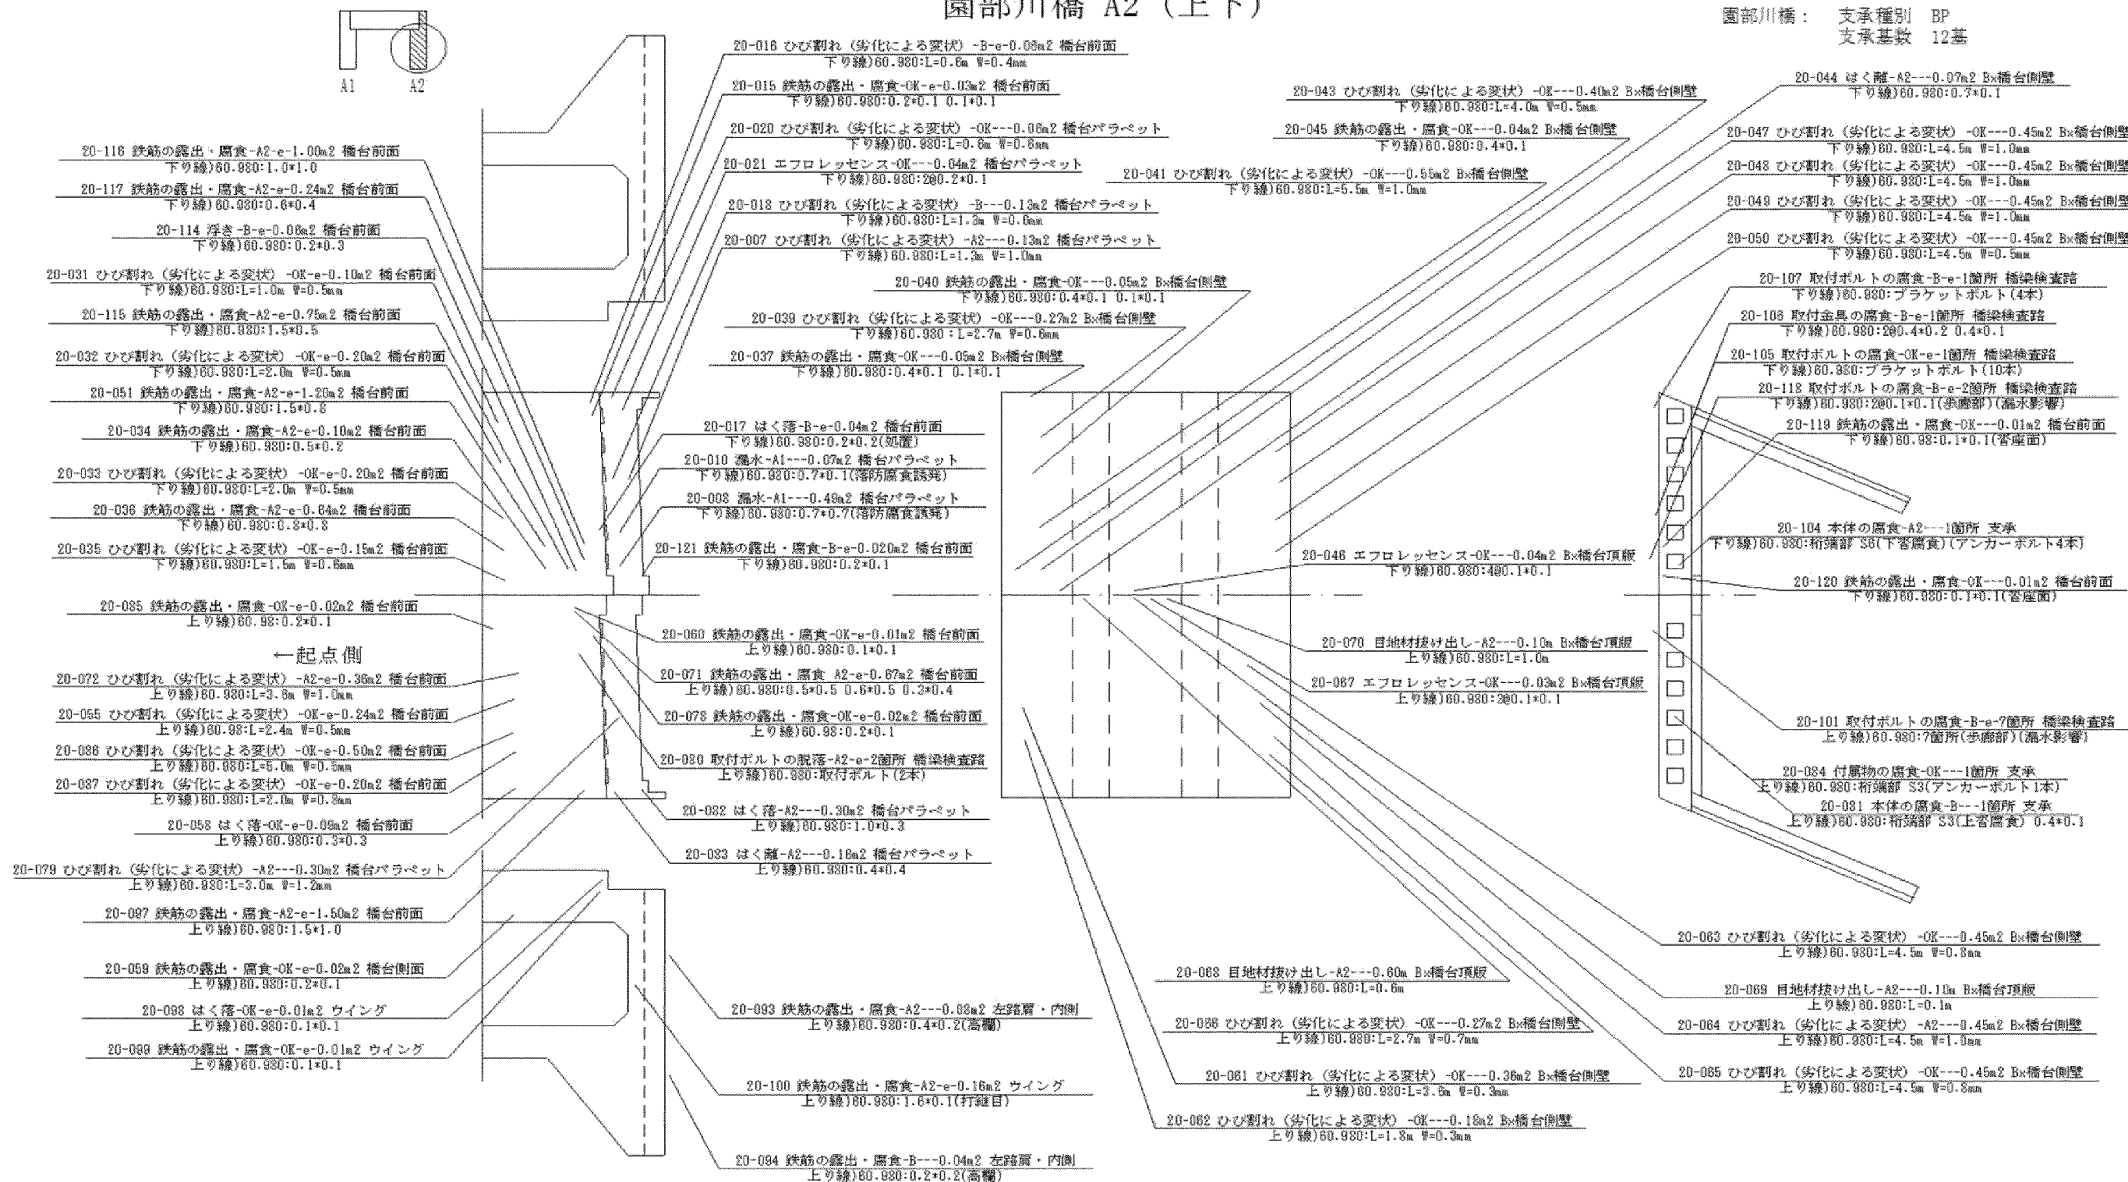 園部川橋 A2 (上下)
園部川橋： 支承種別 BP
支承基数 12基
A1
A2
20-116 鉄筋の露出・腐食-A2-e-1.00m2 橋台前面
下り線)60.980:1.0*1.0
20-117 鉄筋の露出・腐食-A2-e-0.24m2 橋台前面
下り線)60.980:0.6*0.4
20-114 浮き-B-e-0.06m2 橋台前面
下り線)60.980:0.2*0.3
20-031 ひび割れ（劣化による変状）-OK-e-0.10m2 橋台前面
下り線)60.980:L=1.0m W=0.5mm
20-115 鉄筋の露出・腐食-A2-e-0.75m2 橋台前面
下り線)60.980:1.5*0.5
20-032 ひび割れ（劣化による変状）-OK-e-0.20m2 橋台前面
下り線)60.980:L=2.0m W=0.5mm
20-051 鉄筋の露出・腐食-A2-e-1.20m2 橋台前面
下り線)60.980:1.5*0.8
20-034 鉄筋の露出・腐食-A2-e-0.10m2 橋台前面
下り線)60.980:0.5*0.2
20-033 ひび割れ（劣化による変状）-OK-e-0.20m2 橋台前面
下り線)60.980:L=2.0m W=0.5mm
20-036 鉄筋の露出・腐食-A2-e-0.64m2 橋台前面
下り線)60.980:0.8*0.8
20-035 ひび割れ（劣化による変状）-OK-e-0.15m2 橋台前面
下り線)60.980:L=1.5m W=0.6mm
20-085 鉄筋の露出・腐食-OK-e-0.02m2 橋台前面
上り線)60.98:0.2*0.1
←起点側
20-072 ひび割れ（劣化による変状）-A2-e-0.36m2 橋台前面
上り線)60.980:L=3.6m W=1.0mm
20-055 ひび割れ（劣化による変状）-OK-e-0.24m2 橋台前面
上り線)60.98:L=2.4m W=0.5mm
20-086 ひび割れ（劣化による変状）-OK-e-0.50m2 橋台前面
上り線)60.980:L=5.0m
20-087 ひび割れ（劣化による変状）-OK-e-0.20m2 橋台前面
上り線)60.980:L=2.0m W=0.8mm
20-058 はく落-OK-e-0.09m2 橋台前面
上り線)60.980:0.3*0.3
20-079 ひび割れ（劣化による変状）-A2---0.30m2 橋台パラペット
上り線)60.980:L=3.0m W=1.2mm
20-097 鉄筋の露出・腐食-A2-e-1.50m2 橋台前面
上り線)60.980:1.5*1.0
20-059 鉄筋の露出・腐食-OK-e-0.02m2 橋台側面
上り線)60.980:0.2*0.1
20-098 はく落-OK-e-0.01m2 ウイング
上り線)60.980:0.1*0.1
20-099 鉄筋の露出・腐食-OK-e-0.01m2 ウイング
上り線)60.980:0.1*0.1
20-016 ひび割れ（劣化による変状）-B-e-0.06m2 橋台前面
下り線)60.980:L=0.6m W=0.4mm
20-015 鉄筋の露出・腐食-OK-e-0.03m2 橋台前面
下り線)60.980:0.2*0.1 0.1*0.1
20-020 ひび割れ（劣化による変状）-OK---0.06m2 橋台パラペット
下り線)60.980:L=0.6m W=0.6mm
20-021 エフロレッセンス-OK---0.04m2 橋台パラペット
下り線)60.980:2@0.2*0.1
20-018 ひび割れ（劣化による変状）-B---0.13m2 橋台パラペット
下り線)60.980:L=1.3m W=0.6mm
20-007 ひび割れ（劣化による変状）-A2---0.13m2 橋台パラペット
下り線)60.980:L=1.3m W=1.0mm
20-040 鉄筋の露出・腐食-OK---0.05m2 Bx橋台側壁
下り線)60.980:0.4*0.1 0.1*0.1
20-039 ひび割れ（劣化による変状）-OK---0.27m2 Bx橋台側壁
下り線)60.980：L=2.7m W=0.6mm
20-037 鉄筋の露出・腐食-OK---0.05m2 Bx橋台側壁
下り線)60.980:0.4*0.1 0.1*0.1
20-017 はく落-B-e-0.04m2 橋台前面
下り線)60.980:0.2*0.2(処置)
20-010 漏水-A1---0.07m2 橋台パラペット
下り線)60.980:0.7*0.1(落防腐食誘発)
20-008 漏水-A1---0.49m2 橋台パラペット
下り線)60.980:0.7*0.7(落防腐食誘発)
20-121 鉄筋の露出・腐食-B-e-0.020m2 橋台前面
下り線)60.980:0.2*0.1
20-060 鉄筋の露出・腐食-OK-e-0.01m2 橋台前面
上り線)60.980:0.1*0.1
20-071 鉄筋の露出・腐食 A2-e-0.67m2 橋台前面
上り線)60.980:0.5*0.5 0.6*0.5 0.3*0.4
20-078 鉄筋の露出・腐食-OK-e-0.02m2 橋台前面
上り線)60.98:0.2*0.1
20-080 取付ボルトの脱落-A2-e-2箇所 橋梁検査路
上り線)60.980:取付ボルト(2本)
20-082 はく落-A2---0.30m2 橋台パラペット
上り線)60.980:1.0*0.3
20-083 はく離-A2---0.16m2 橋台パラペット
上り線)60.980:0.4*0.4
20-093 鉄筋の露出・腐食-A2---0.08m2 左路肩・内側
上り線)60.980:0.4*0.2(高欄)
20-100 鉄筋の露出・腐食-A2-e-0.16m2 ウイング
上り線)60.980:1.6*0.1(打継目)
20-094 鉄筋の露出・腐食-B---0.04m2 左路肩・内側
上り線)60.980:0.2*0.2(高欄)
20-043 ひび割れ（劣化による変状）-OK---0.40m2 Bx橋台側壁
下り線)60.980:L=4.0m W=0.5mm
20-045 鉄筋の露出・腐食-OK---0.04m2 Bx橋台側壁
下り線)60.980:0.4*0.1
20-041 ひび割れ（劣化による変状）-OK---0.55m2 Bx橋台側壁
下り線)60.980:L=5.5m W=1.0mm
20-044 はく離-A2---0.07m2 Bx橋台側壁
下り線)60.980:0.7*0.1
20-047 ひび割れ（劣化による変状）-OK---0.45m2 Bx橋台側壁
下り線)60.980:L=4.5m W=1.0mm
20-048 ひび割れ（劣化による変状）-OK---0.45m2 Bx橋台側壁
下り線)60.980:L=4.5m W=1.0mm
20-049 ひび割れ（劣化による変状）-OK---0.45m2 Bx橋台側壁
下り線)60.980:L=4.5m W=1.0mm
20-050 ひび割れ（劣化による変状）-OK---0.45m2 Bx橋台側壁
下り線)60.980:L=4.5m W=0.5mm
20-107 取付ボルトの腐食-B-e-1箇所 橋梁検査路
下り線)60.980:ブラケットボルト(4本)
20-106 取付金具の腐食-B-e-1箇所 橋梁検査路
下り線)60.980:2@0.4*0.2 0.4*0.1
20-105 取付ボルトの腐食-OK-e-1箇所 橋梁検査路
下り線)60.980:ブラケットボルト(10本)
20-118 取付ボルトの腐食-B-e-2箇所 橋梁検査路
下り線)60.980:2@0.1*0.1(歩廊部)(漏水影響)
20-119 鉄筋の露出・腐食-OK---0.01m2 橋台前面
下り線)60.98:0.1*0.1(沓座面)
20-104 本体の腐食-A2---1箇所 支承
下り線)60.980:桁端部 S6(下沓腐食)(アンカーボルト4本)
20-120 鉄筋の露出・腐食-OK---0.01m2 橋台前面
下り線)60.980:0.1*0.1(沓座面)
20-046 エフロレッセンス-OK---0.04m2 Bx橋台頂版
下り線)60.980:4@0.1*0.1
20-070 目地材抜け出し-A2---0.10m Bx橋台頂版
上り線)60.980:L=1.0m
20-067 エフロレッセンス-OK---0.03m2 Bx橋台頂版
上り線)60.980:3@0.1*0.1
20-101 取付ボルトの腐食-B-e-7箇所 橋梁検査路
上り線)60.980:7箇所(歩廊部)(漏水影響)
20-084 付属物の腐食-OK---1箇所 支承
上り線)60.980:桁端部 S3(アンカーボルト1本)
20-081 本体の腐食-B---1箇所 支承
上り線)60.980:桁端部 S3(上沓腐食) 0.4*0.1
20-063 ひび割れ（劣化による変状）-OK---0.45m2 Bx橋台側壁
上り線)60.980:L=4.5m W=0.8mm
20-068 目地材抜け出し-A2---0.60m Bx橋台頂版
上り線)60.980:L=0.6m
20-069 目地材抜け出し-A2---0.10m Bx橋台頂版
上り線)60.980:L=0.1m
20-066 ひび割れ（劣化による変状）-OK---0.27m2 Bx橋台側壁
上り線)60.980:L=2.7m W=0.7mm
20-064 ひび割れ（劣化による変状）-A2---0.45m2 Bx橋台側壁
上り線)60.980:L=4.5m W=1.0mm
20-061 ひび割れ（劣化による変状）-OK---0.36m2 Bx橋台側壁
上り線)60.980:L=3.6m W=0.3mm
20-065 ひび割れ（劣化による変状）-OK---0.45m2 Bx橋台側壁
上り線)60.980:L=4.5m W=0.8mm
20-062 ひび割れ（劣化による変状）-OK---0.18m2 Bx橋台側壁
上り線)60.980:L=1.8m W=0.3mm